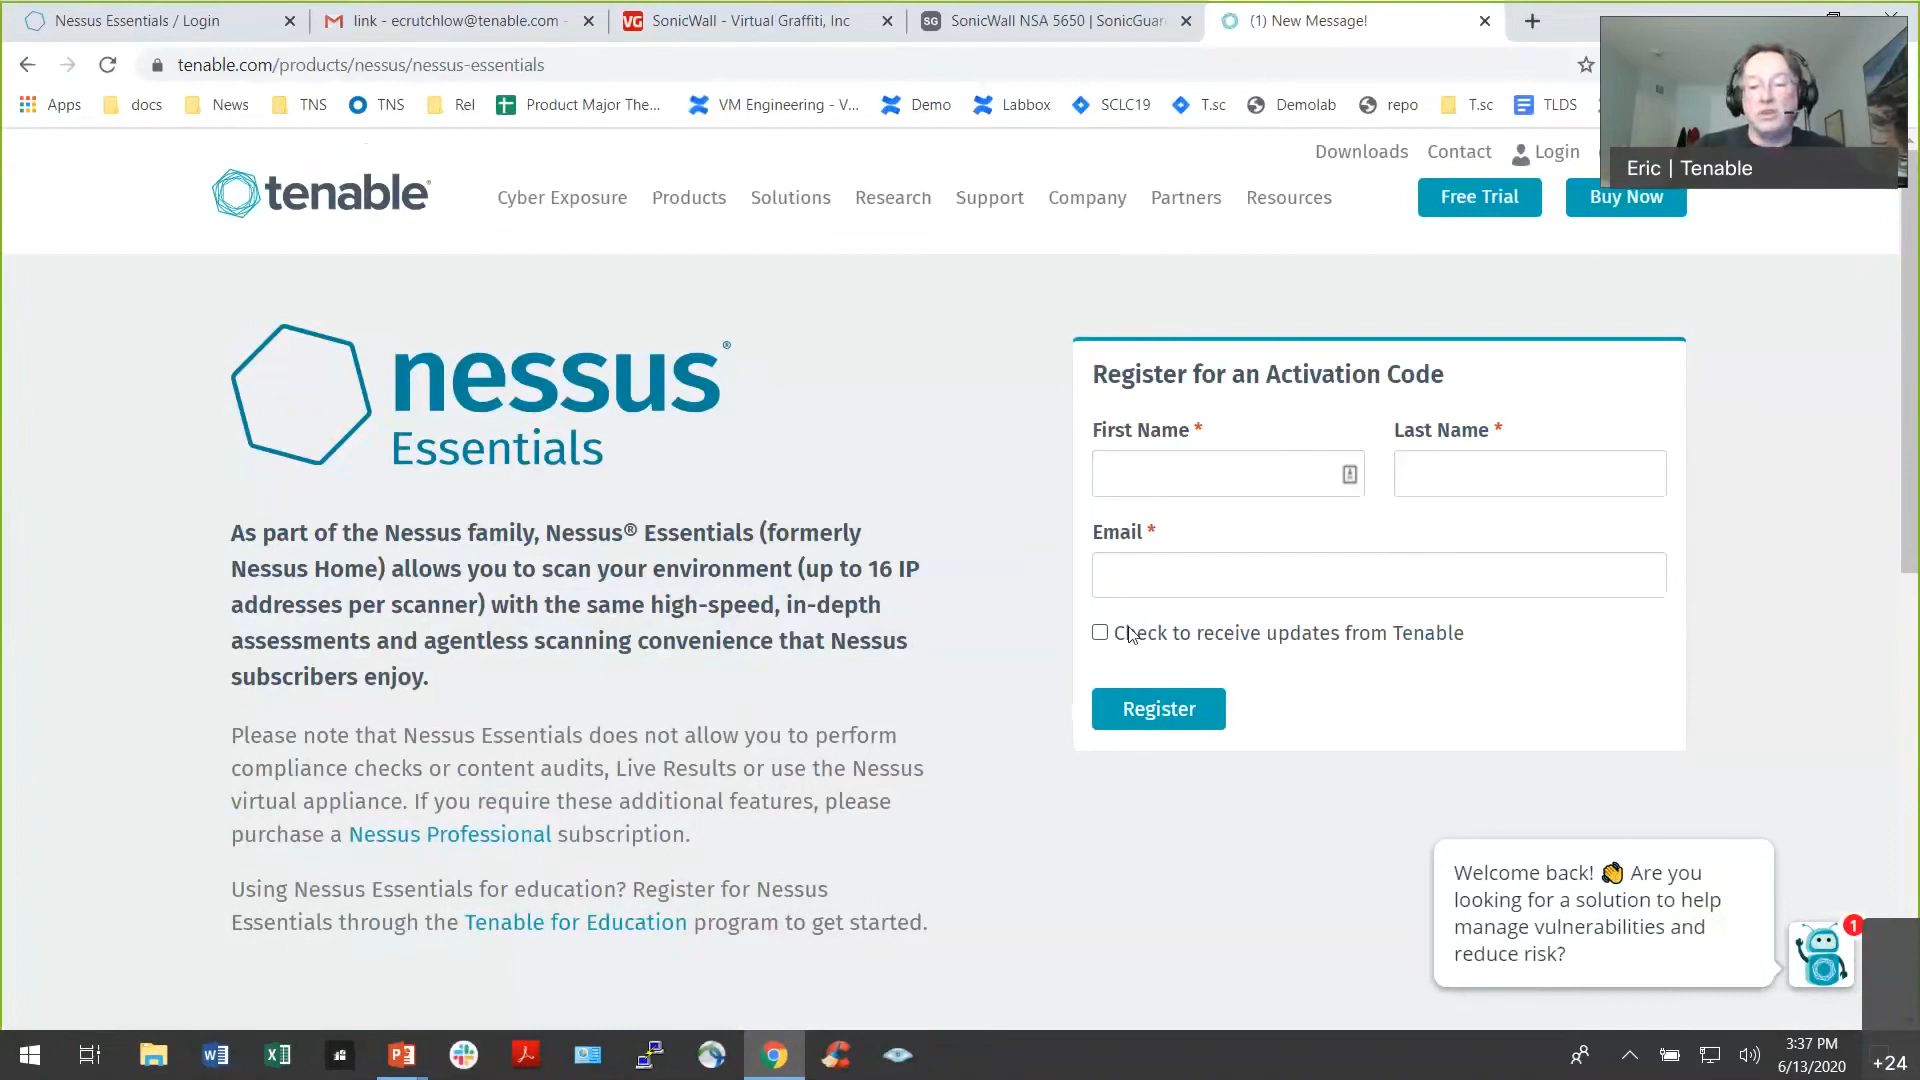 Nessus Essentials / Login
link - ecrutchlow@tenable.com -
VG SonicWall - Virtual Graffiti, Inc
SG SonicWall NSA 5650 | SonicGuar
(1) New Message!
tenable.com/products/nessus/nessus-essentials
Apps docs News TNS TNS Rel Product Major The... VM Engineering - V... Demo Labbox SCLC19 T.sc Demolab repo T.sc TLDS
Eric | Tenable
Downloads Contact Login
tenable
Cyber Exposure Products Solutions Research Support Company Partners Resources
Free Trial Buy Now
nessus®
Essentials
As part of the Nessus family, Nessus® Essentials (formerly
Nessus Home) allows you to scan your environment (up to 16 IP
addresses per scanner) with the same high-speed, in-depth
assessments and agentless scanning convenience that Nessus
subscribers enjoy.
Please note that Nessus Essentials does not allow you to perform
compliance checks or content audits, Live Results or use the Nessus
virtual appliance. If you require these additional features, please
purchase a Nessus Professional subscription.
Using Nessus Essentials for education? Register for Nessus
Essentials through the Tenable for Education program to get started.
Register for an Activation Code
First Name * Last Name *
Email *
Check to receive updates from Tenable
Register
Welcome back! 👋 Are you
looking for a solution to help
manage vulnerabilities and
reduce risk?
1
3:37 PM
6/13/2020
+24